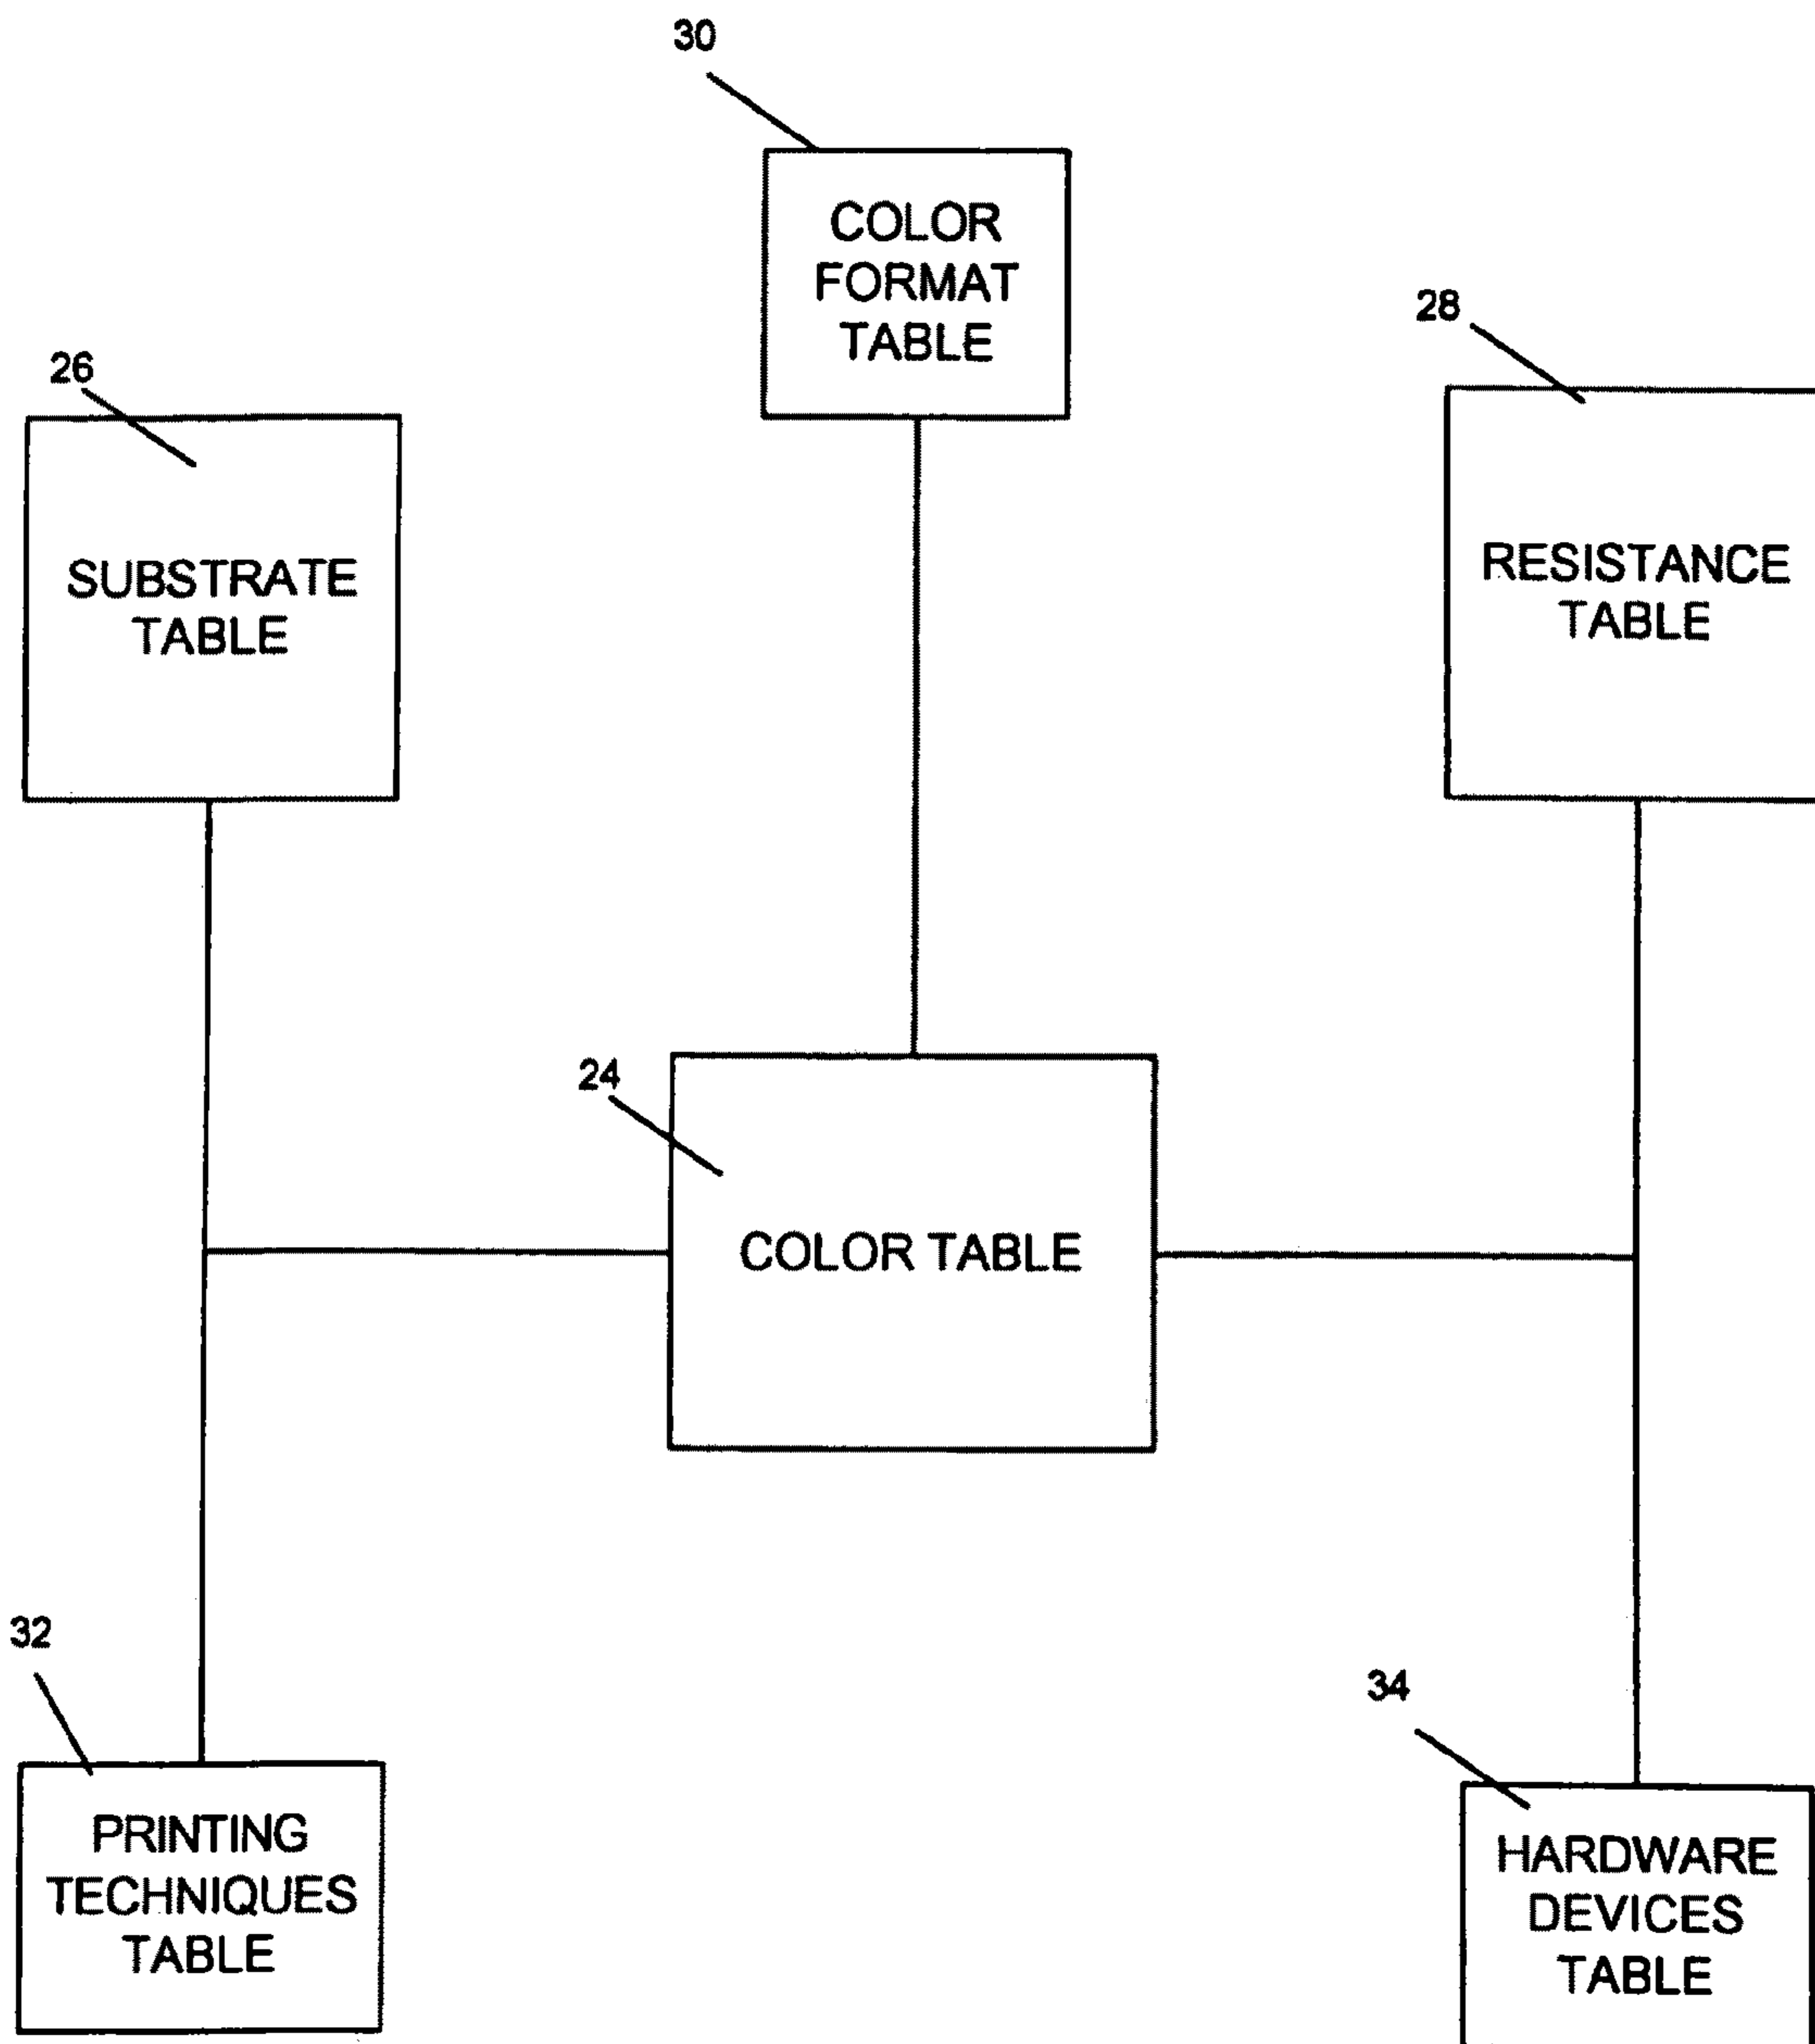 30
COLOR
FORMAT
TABLE
28
26
RESISTANCE
TABLE
SUBSTRATE
TABLE
24
COLOR TABLE
32
34
PRINTING
TECHNIQUES
TABLE
HARDWARE
DEVICES
TABLE